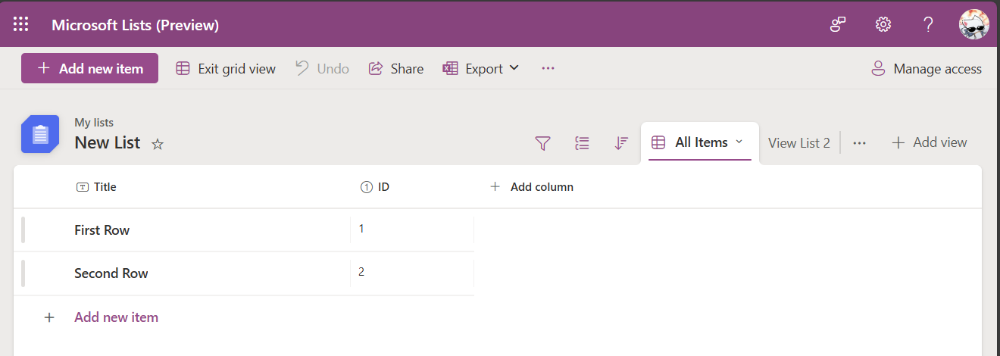 Microsoft Lists (Preview)
Add new item Exit grid view Undo Share Export Manage access
My lists
New List
All Items View List 2 Add view
Title ID Add column
First Row 1
Second Row 2
Add new item